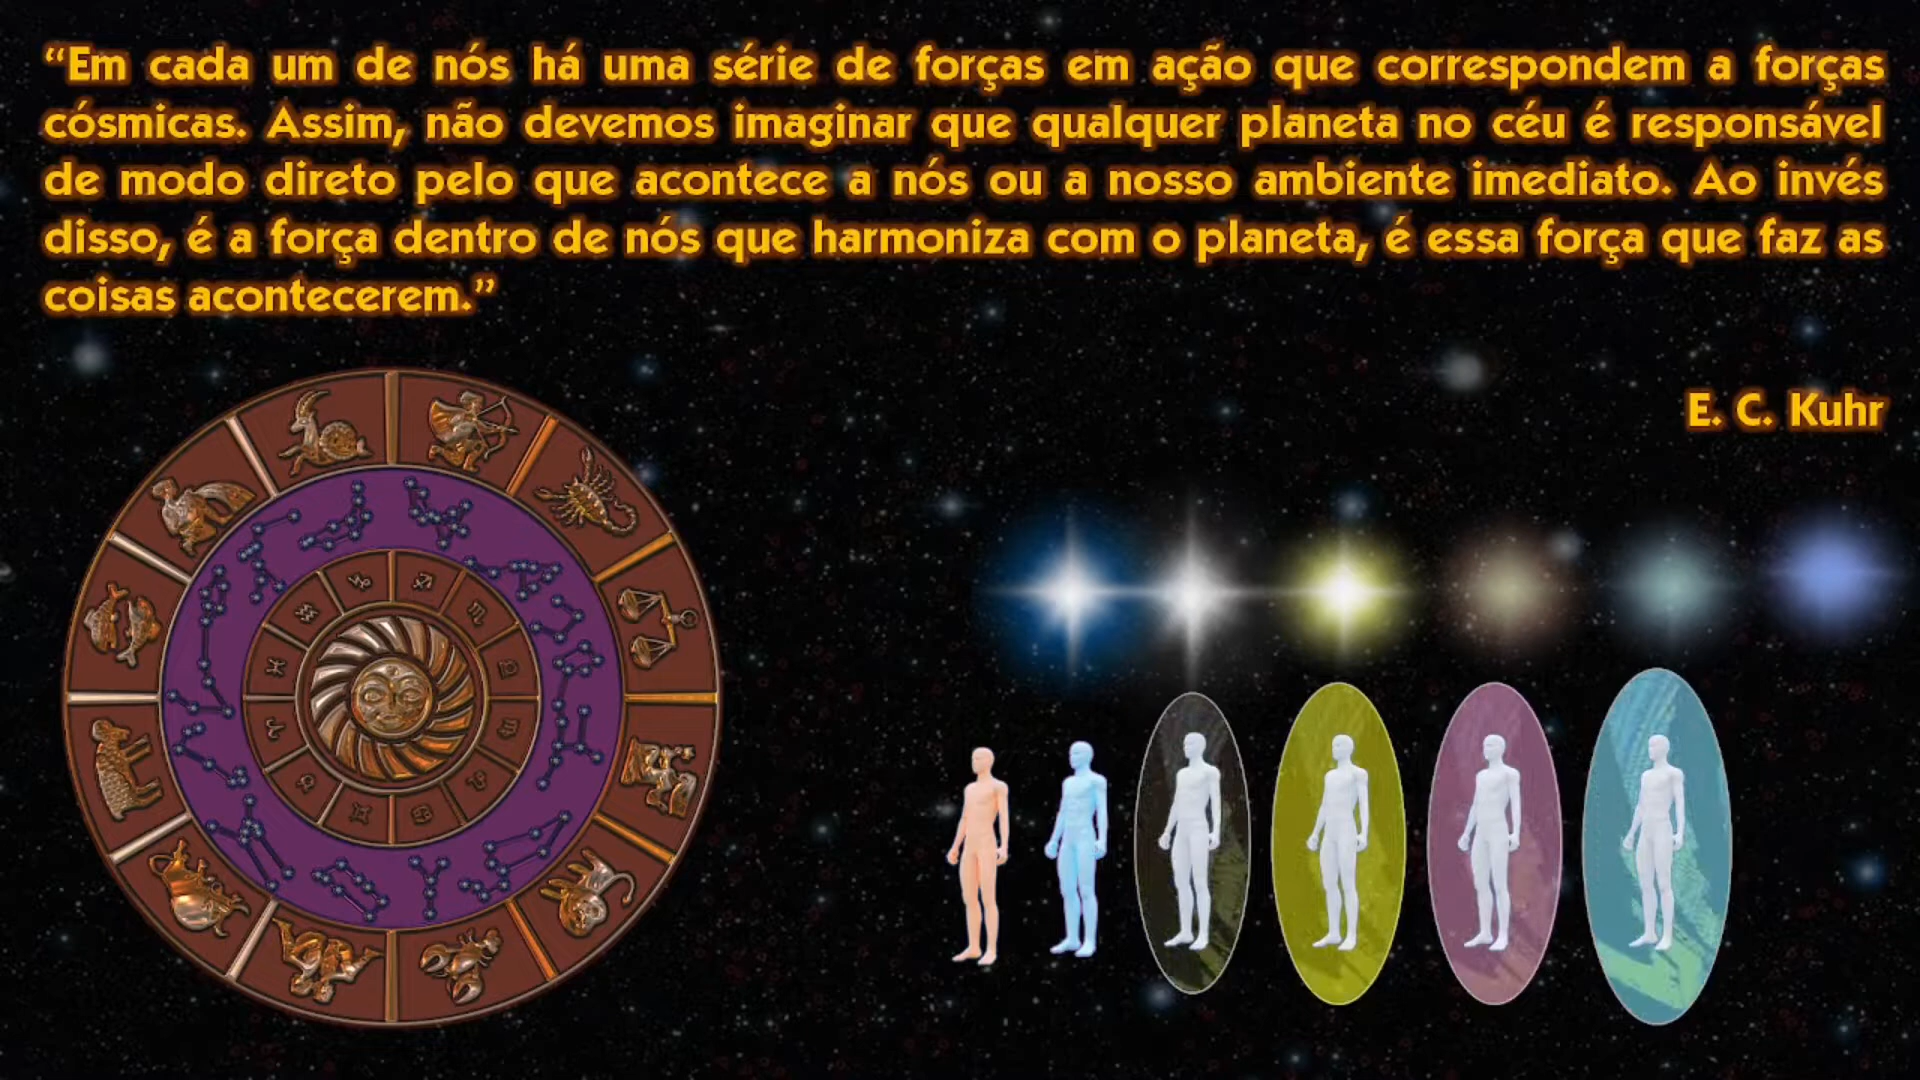 “Em cada um de nós há uma série de forças em ação que correspondem a forças
cósmicas. Assim, não devemos imaginar que qualquer planeta no céu é responsável
de modo direto pelo que acontece a nós ou a nosso ambiente imediato. Ao invés
disso, é a força dentro de nós que harmoniza com o planeta, é essa força que faz as
coisas acontecerem.”
E. C. Kuhr